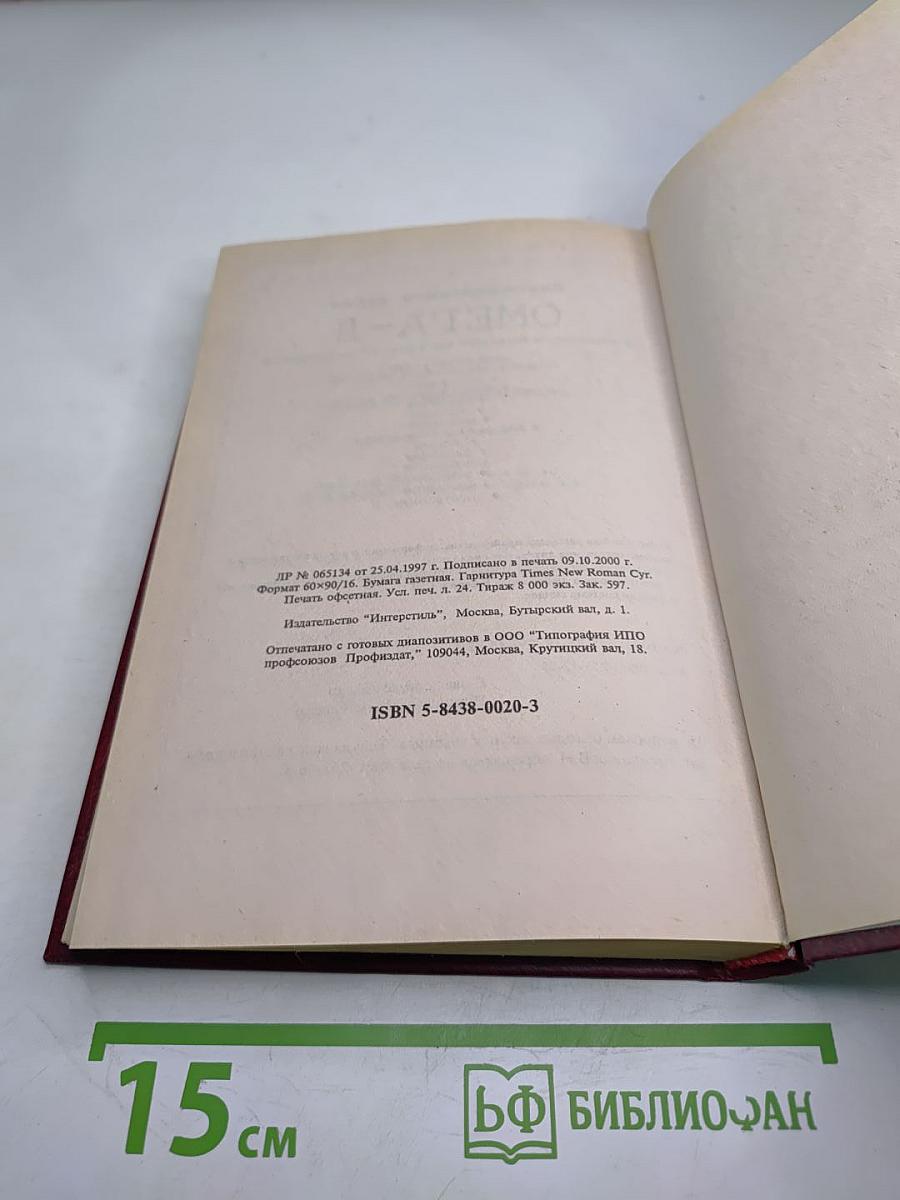 ЛР № 065134 от 25.04.1997 г. Подписано в печать 09.10.2000 г.
Формат 60×90/16. Бумага газетная. Гарнитура Times New Roman Cyr.
Печать офсетная. Усл. печ. л. 24. Тираж 8 000 экз. Зак. 597.
Издательство “Интерстиль”, Москва, Бутырский вал, д. 1.
Отпечатано с готовых диапозитивов в ООО “Типография ИПО
профсоюзов Профиздат,” 109044, Москва, Крутицкий вал, 18.
ISBN 5-8438-0020-3
15 см
БФ БИБЛИОФАН